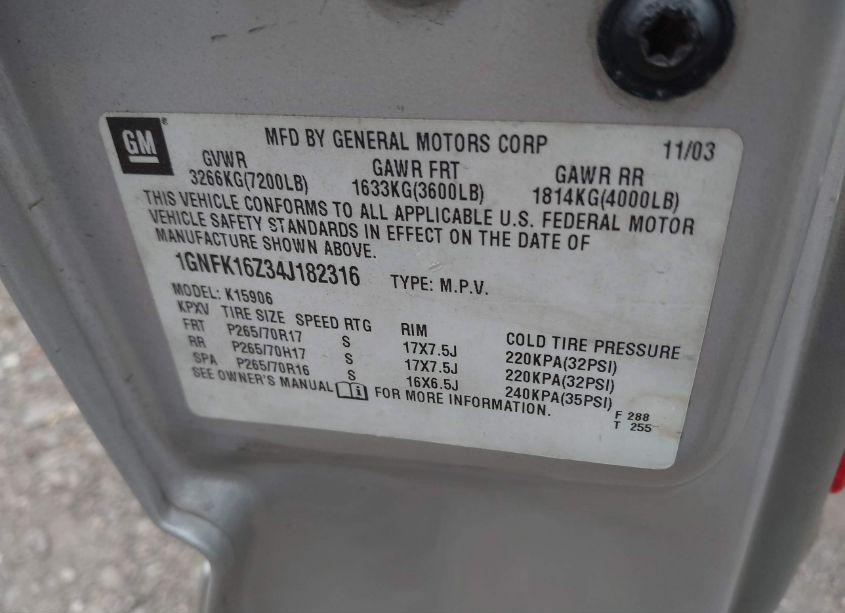 GM
MFD BY GENERAL MOTORS CORP 11/03
GVWR GAWR FRT GAWR RR
3266KG(7200LB) 1633KG(3600LB) 1814KG(4000LB)
THIS VEHICLE CONFORMS TO ALL APPLICABLE U.S. FEDERAL MOTOR
VEHICLE SAFETY STANDARDS IN EFFECT ON THE DATE OF
MANUFACTURE SHOWN ABOVE.
1GNFK16Z34J182316 TYPE: M.P.V.
MODEL: K15906
KPXV TIRE SIZE SPEED RTG RIM COLD TIRE PRESSURE
FRT P265/70R17 S 17X7.5J 220KPA(32PSI)
RR P265/70H17 S 17X7.5J 220KPA(32PSI)
SPA P265/70R16 S 16X6.5J 240KPA(35PSI)
SEE OWNER'S MANUAL FOR MORE INFORMATION.
F 288
T 255